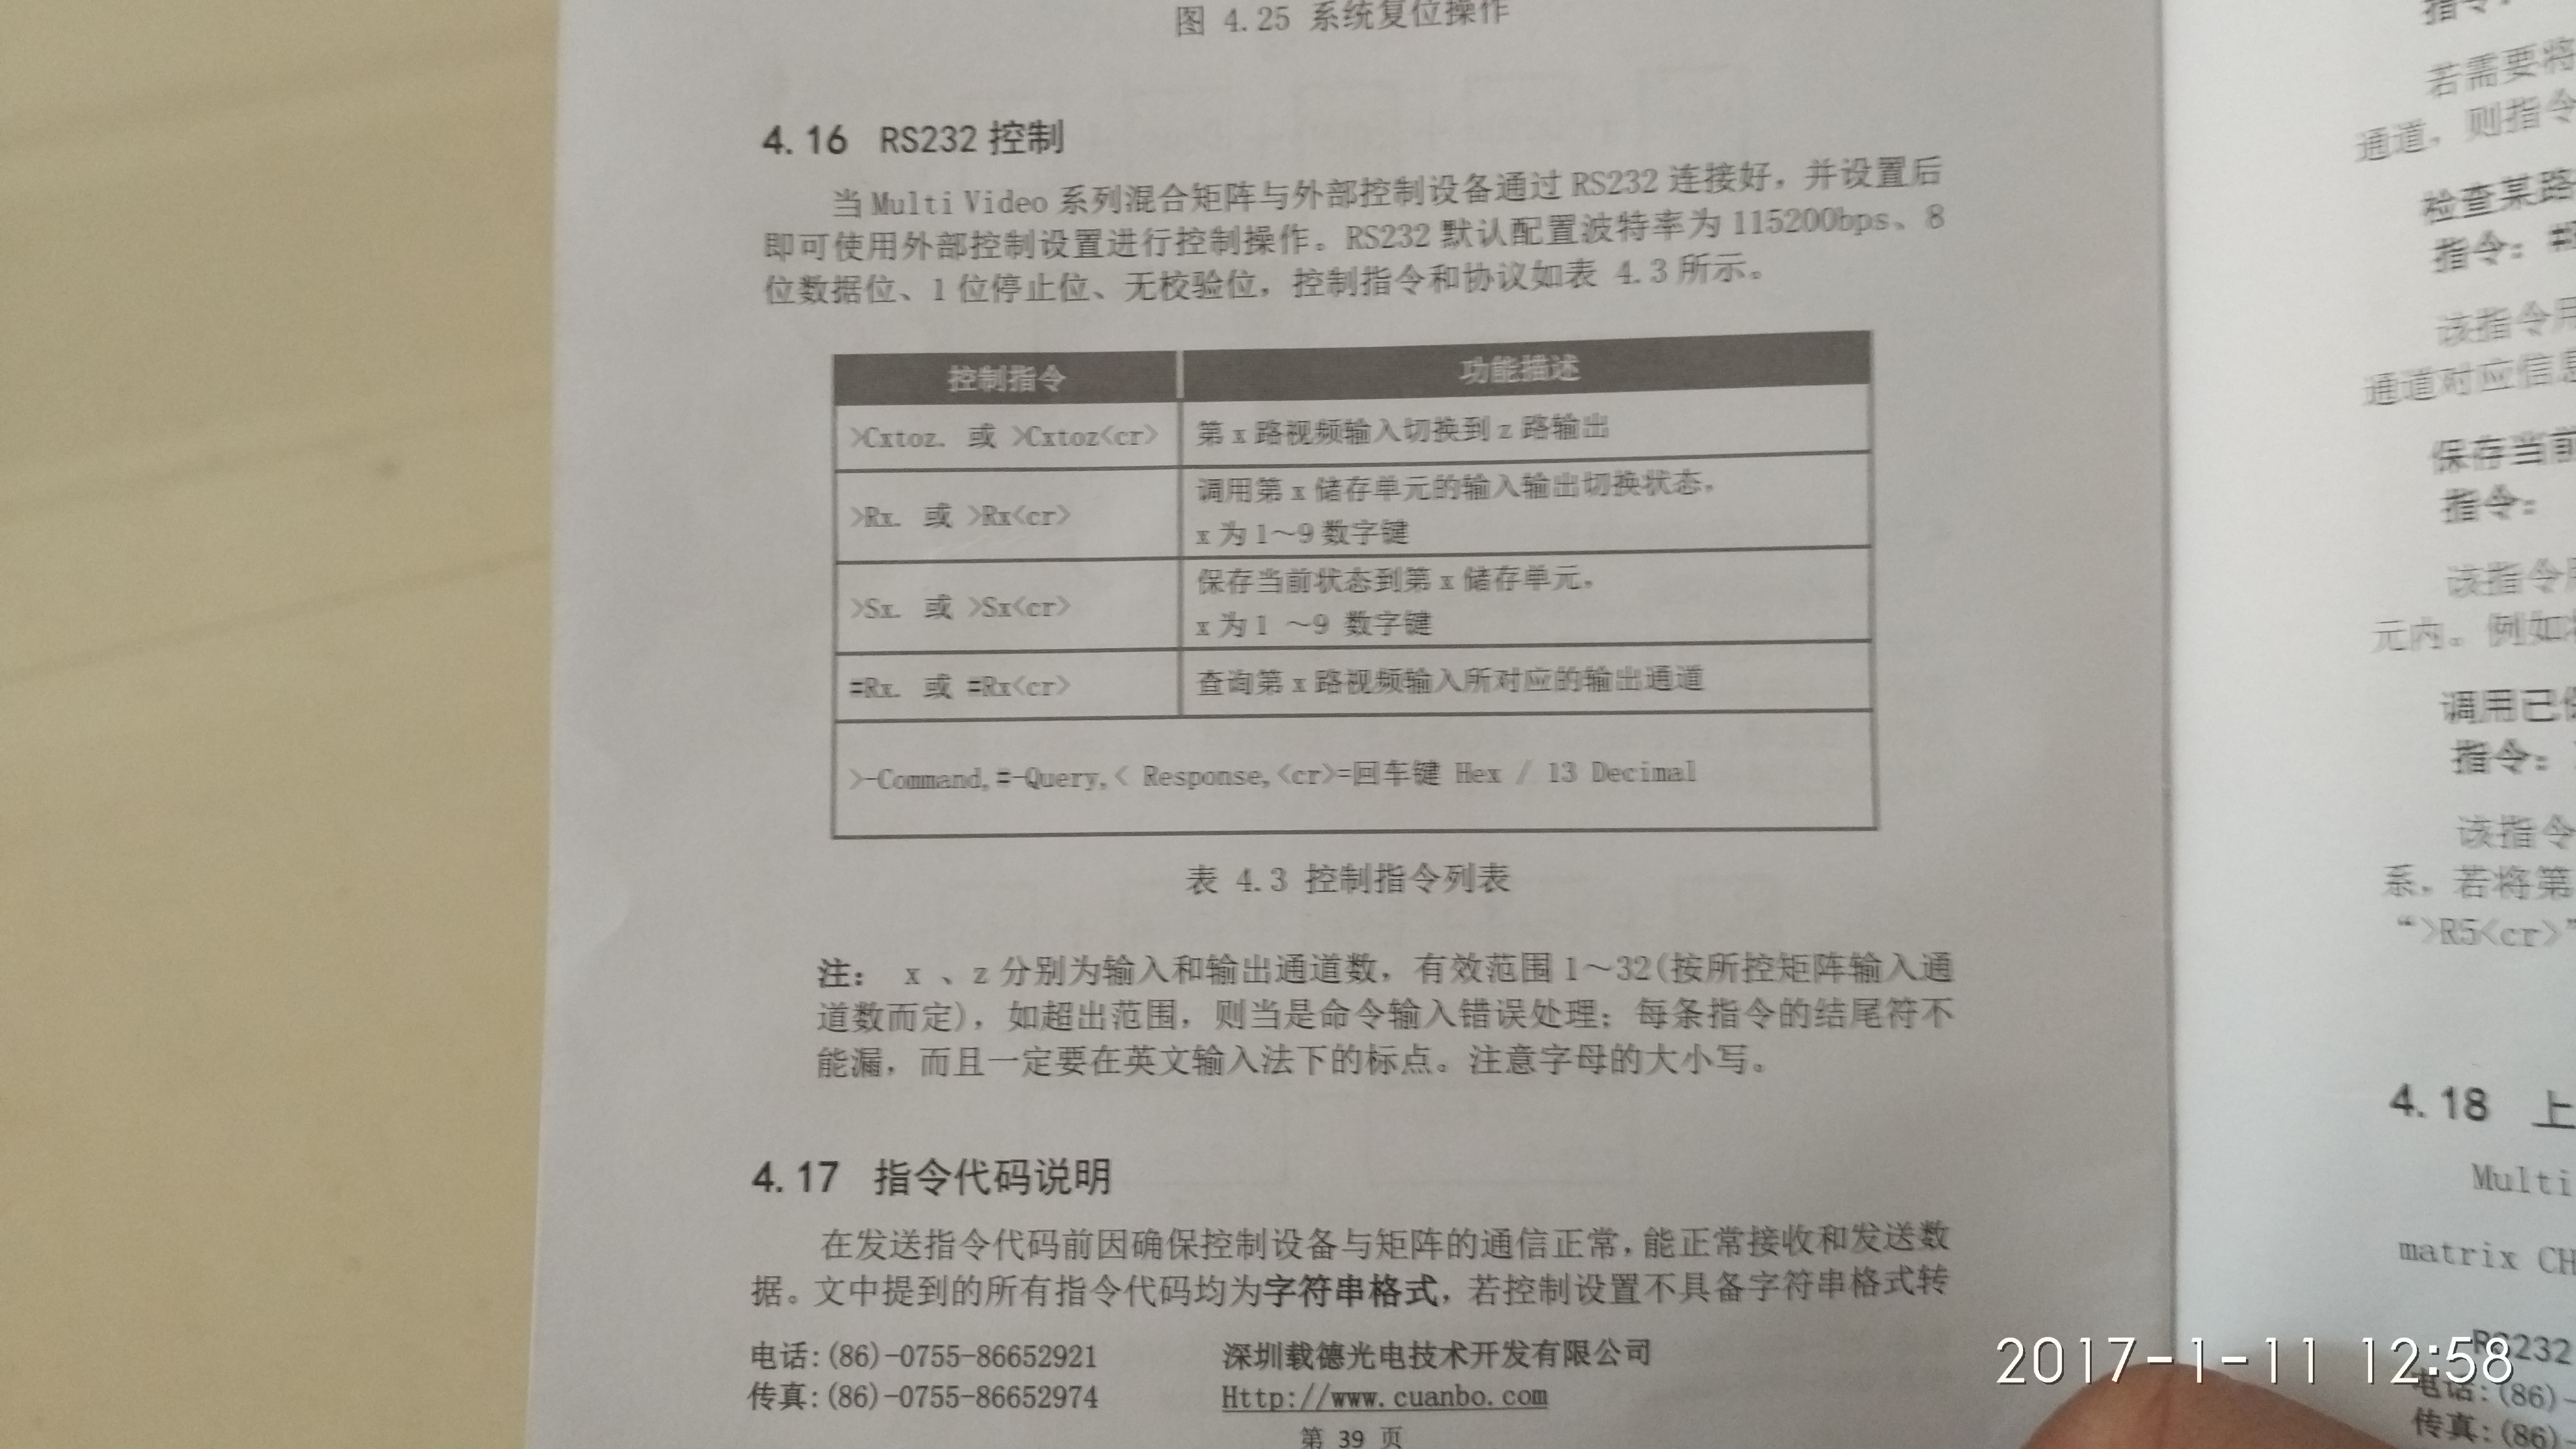 图 4.25 系统复位操作
4.16 RS232 控制
当 Multi Video 系列混合矩阵与外部控制设备通过 RS232 连接好，并设置后
即可使用外部控制设置进行控制操作。RS232 默认配置波特率为 115200bps、8
位数据位、1 位停止位、无校验位，控制指令和协议如表 4.3 所示。
控制指令 功能描述
>Cxtoz. 或 >Cxtoz<cr> 第 x 路视频输入切换到 z 路输出
>Rx. 或 >Rx<cr> 调用第 x 储存单元的输入输出切换状态，
x 为 1～9 数字键
>Sx. 或 >Sx<cr> 保存当前状态到第 x 储存单元，
x 为 1 ～9 数字键
=Rx. 或 =Rx<cr> 查询第 x 路视频输入所对应的输出通道
>-Command,=-Query,< Response,<cr>=回车键 Hex / 13 Decimal
表 4.3 控制指令列表
注： x 、z 分别为输入和输出通道数，有效范围 1～32(按所控矩阵输入通
道数而定)，如超出范围，则当是命令输入错误处理；每条指令的结尾符不
能漏，而且一定要在英文输入法下的标点。注意字母的大小写。
4.17 指令代码说明
在发送指令代码前因确保控制设备与矩阵的通信正常，能正常接收和发送数
据。文中提到的所有指令代码均为字符串格式，若控制设置不具备字符串格式转
电话:(86)-0755-86652921 深圳载德光电技术开发有限公司
传真:(86)-0755-86652974 Http://www.cuanbo.com
第 39 页
指令：
若需要将
通道，则指令
检查某路
指令：
该指令用
通道对应信息
保存当前
指令：
该指令用
元内。例如
调用已
指令：
该指令
系，若将第
“>R5<cr>”
4.18 上
Multi
matrix CH
RS232
电话:(86)-
传真:(86)
2017-1-11 12:58